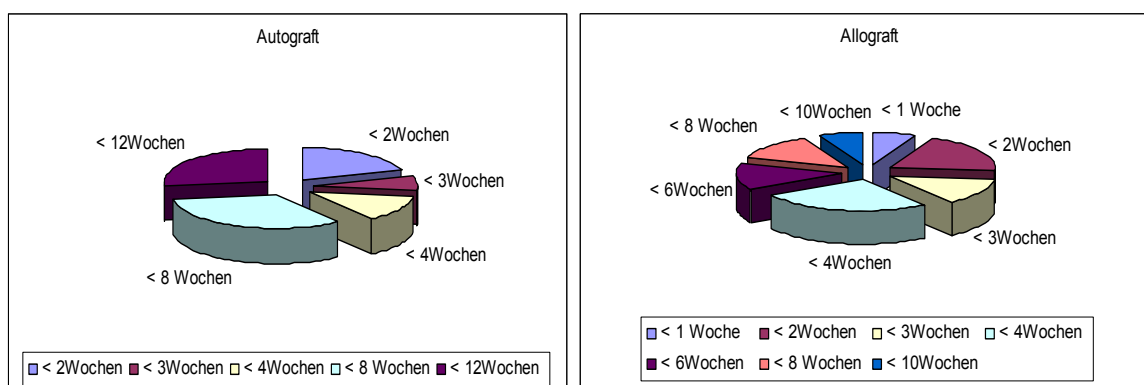 Autograft
< 12Wochen
< 2Wochen
< 3Wochen
< 4Wochen
< 8 Wochen
< 2Wochen < 3Wochen < 4Wochen < 8 Wochen < 12Wochen
Allograft
< 10Wochen
< 1 Woche
< 8 Wochen
< 2Wochen
< 6Wochen
< 3Wochen
< 4Wochen
< 1 Woche < 2Wochen < 3Wochen < 4Wochen
< 6Wochen < 8 Wochen < 10Wochen